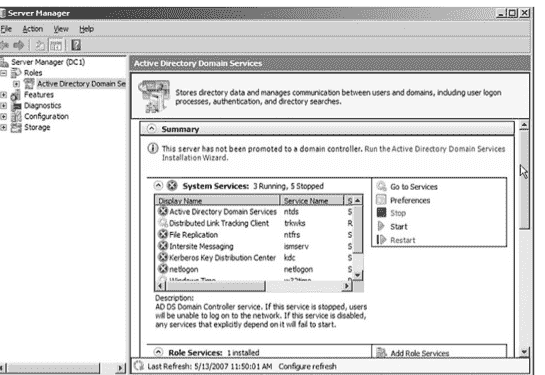 Server Manager
File Action View Help
Server Manager (DC1)
Roles
Active Directory Domain Se
Features
Diagnostics
Configuration
Storage
Active Directory Domain Services
Stores directory data and manages communication between users and domains, including user logon
processes, authentication, and directory searches.
Summary
This server has not been promoted to a domain controller. Run the Active Directory Domain Services
Installation Wizard.
System Services: 3 Running, 5 Stopped
Display Name Service Name S
Active Directory Domain Services ntds S
Distributed Link Tracking Client trkwks R
File Replication ntfrs S
Intersite Messaging ismserv S
Kerberos Key Distribution Center kdc S
netlogon netlogon S
Windows Time w32time
Go to Services
Preferences
Stop
Start
Restart
Description:
AD DS Domain Controller service. If this service is stopped, users
will be unable to log on to the network. If this service is disabled,
any services that explicitly depend on it will fail to start.
Role Services: 1 installed
Add Role Services
Last Refresh: 5/13/2007 11:50:01 AM Configure refresh